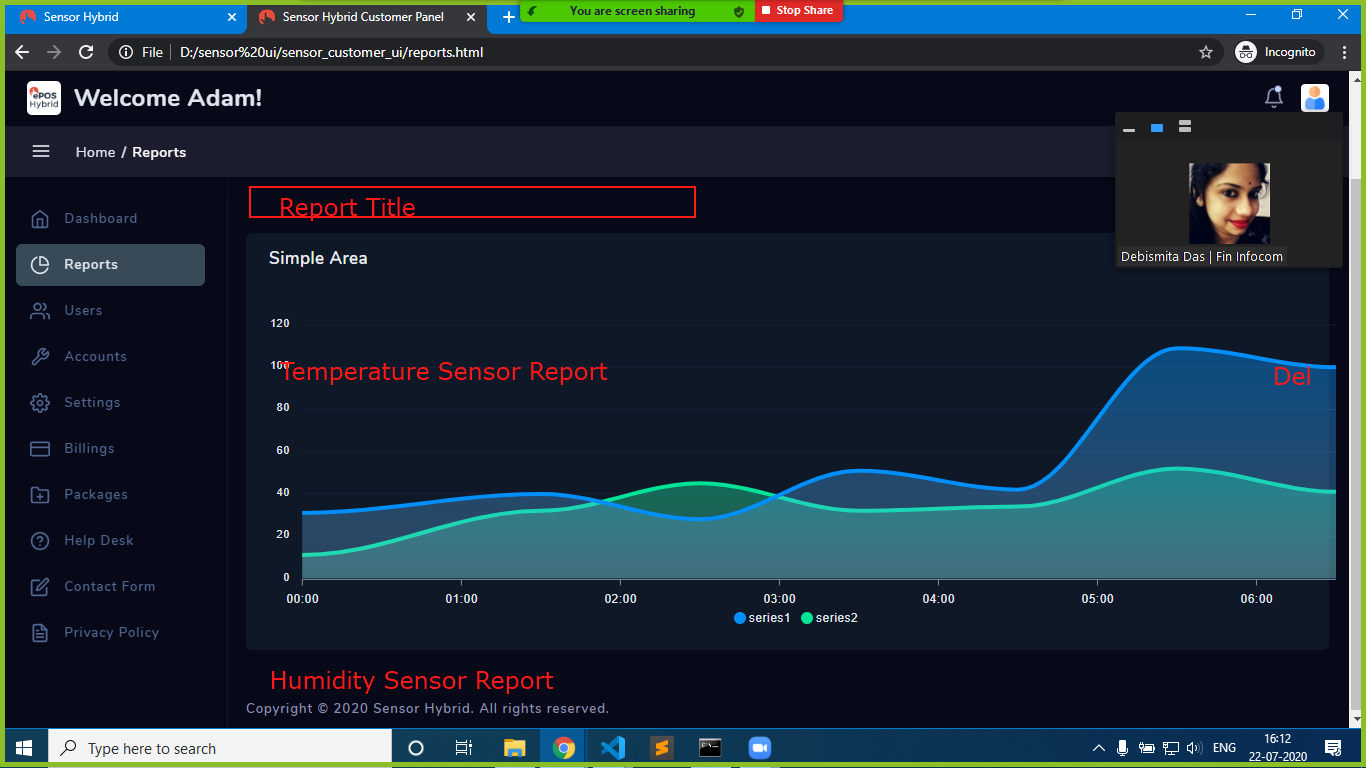 Sensor Hybrid
Sensor Hybrid Customer Panel
You are screen sharing
Stop Share
File
D:/sensor%20ui/sensor_customer_ui/reports.html
Incognito
ePOS
Hybrid
Welcome Adam!
Home / Reports
Debismita Das | Fin Infocom
Dashboard
Reports
Users
Accounts
Settings
Billings
Packages
Help Desk
Contact Form
Privacy Policy
Report Title
Simple Area
120
100
80
60
40
20
0
Temperature Sensor Report
Del
00:00 01:00 02:00 03:00 04:00 05:00 06:00
series1 series2
Humidity Sensor Report
Copyright © 2020 Sensor Hybrid. All rights reserved.
Type here to search
ENG
16:12
22-07-2020